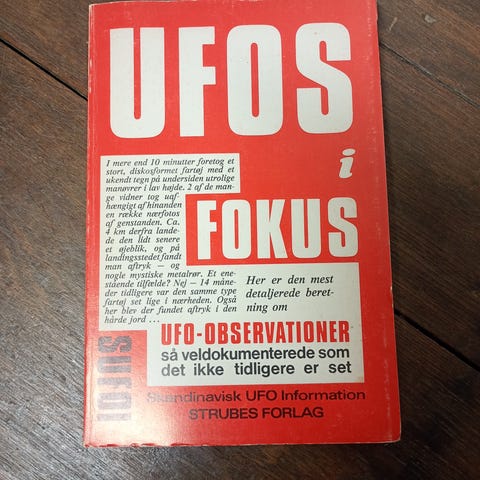 UFOS
i
FOKUS
I mere end 10 minutter foretog et
stort, diskosformet fartøj med et
ukendt tegn på undersiden utrolige
manøvrer i lav højde. 2 af de man-
ge vidner tog uaf-
hængigt af hinanden
en række nærfotos
af genstanden. Ca.
4 km derfra lande-
de den lidt senere
et øjeblik, og på
landingsstedet fandt
man aftryk — og
nogle mystiske metalrør. Et ene-
stående tilfælde? Nej — 14 måne-
der tidligere var den samme type
fartøj set lige i nærheden. Også
her blev der fundet aftryk i den
hårde jord ...
Her er den mest
detaljerede beret-
ning om
UFO-OBSERVATIONER
så veldokumenterede som
det ikke tidligere er set
SUFOI
Skandinavisk UFO Information
STRUBES FORLAG